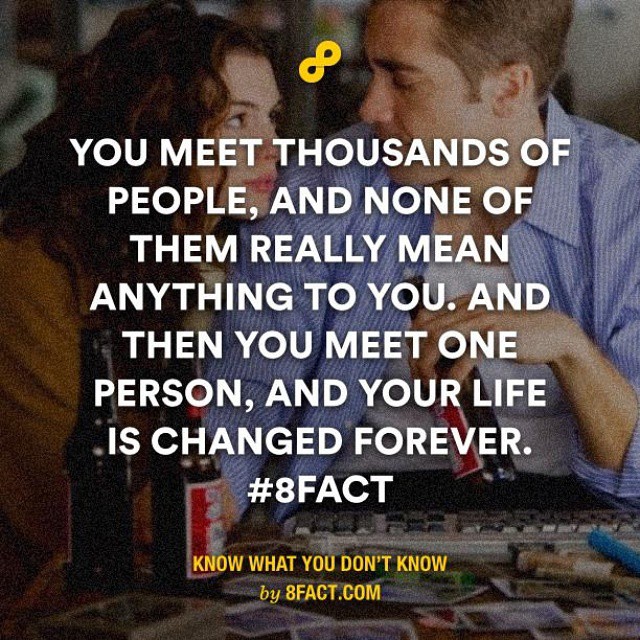 YOU MEET THOUSANDS OF
PEOPLE, AND NONE OF
THEM REALLY MEAN
ANYTHING TO YOU. AND
THEN YOU MEET ONE
PERSON, AND YOUR LIFE
IS CHANGED FOREVER.
#8FACT
KNOW WHAT YOU DON'T KNOW
by 8FACT.COM